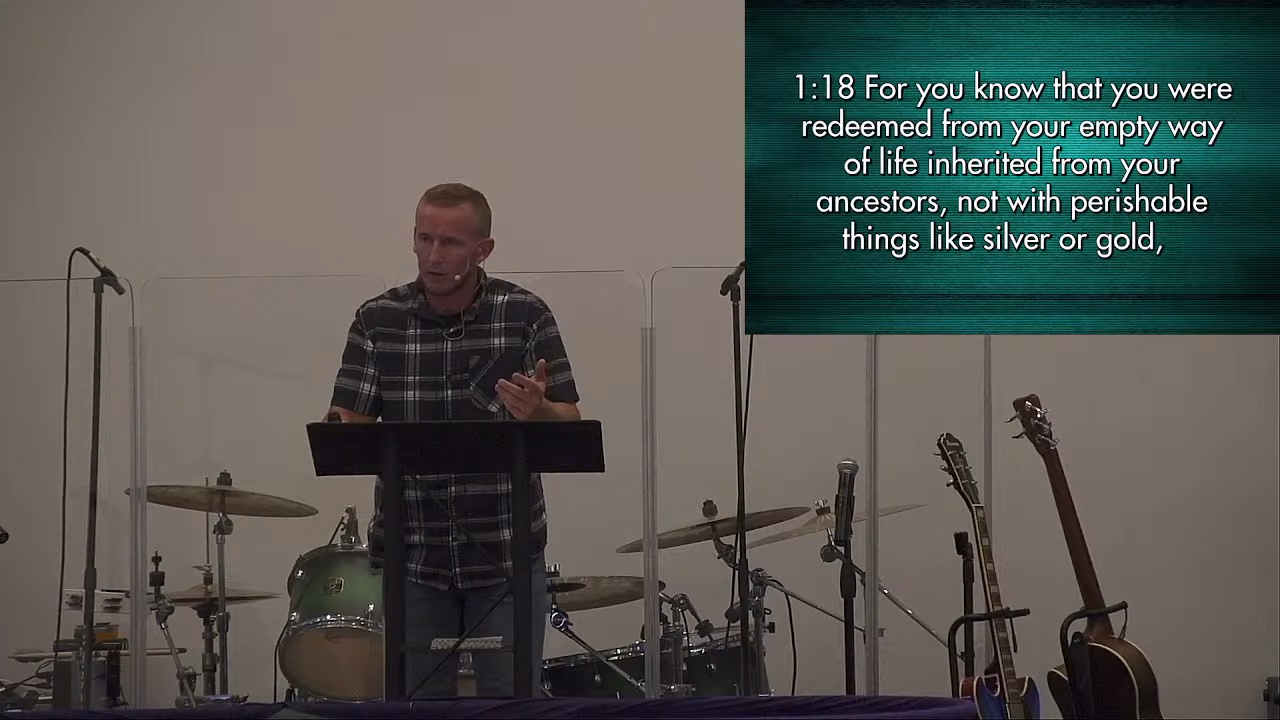 1:18 For you know that you were
redeemed from your empty way
of life inherited from your
ancestors, not with perishable
things like silver or gold,